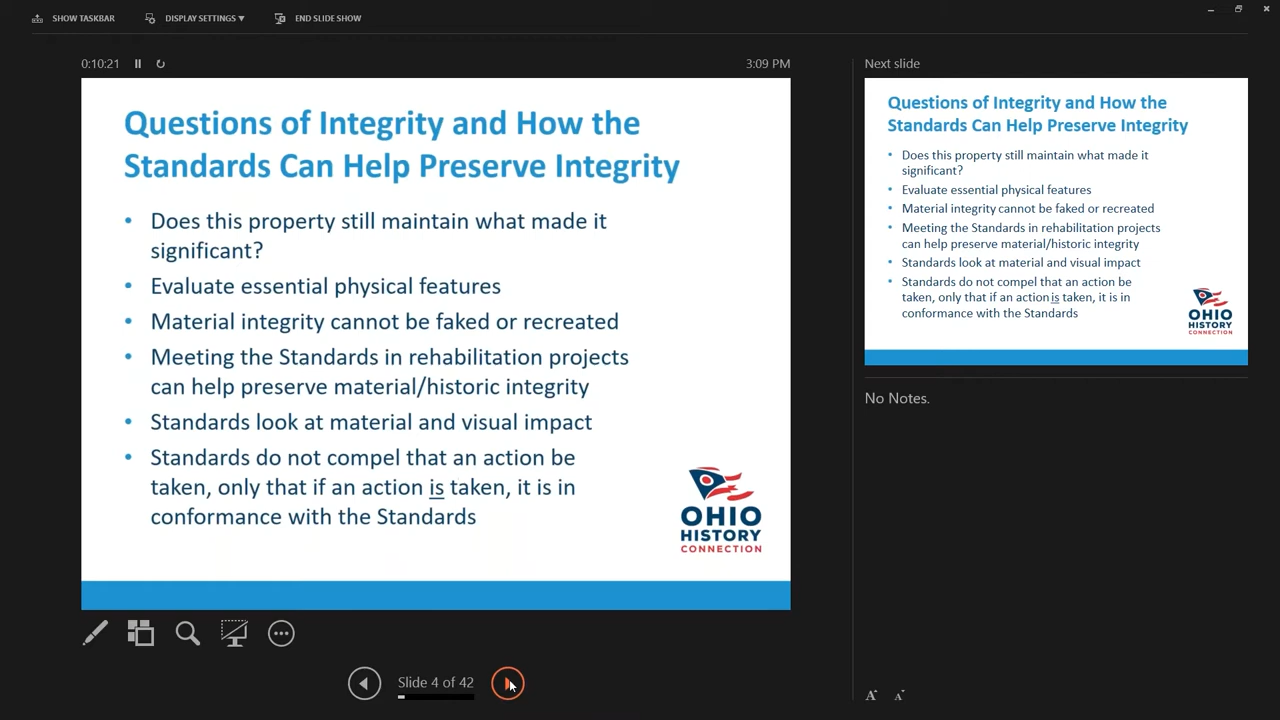 SHOW TASKBAR
DISPLAY SETTINGS ▼
END SLIDE SHOW
0:10:21
3:09 PM
Questions of Integrity and How the
Standards Can Help Preserve Integrity
• Does this property still maintain what made it
significant?
• Evaluate essential physical features
• Material integrity cannot be faked or recreated
• Meeting the Standards in rehabilitation projects
can help preserve material/historic integrity
• Standards look at material and visual impact
• Standards do not compel that an action be
taken, only that if an action is taken, it is in
conformance with the Standards
OHIO
HISTORY
CONNECTION
Slide 4 of 42
Next slide
Questions of Integrity and How the
Standards Can Help Preserve Integrity
• Does this property still maintain what made it
significant?
• Evaluate essential physical features
• Material integrity cannot be faked or recreated
• Meeting the Standards in rehabilitation projects
can help preserve material/historic integrity
• Standards look at material and visual impact
• Standards do not compel that an action be
taken, only that if an action is taken, it is in
conformance with the Standards
OHIO
HISTORY
CONNECTION
No Notes.
A A